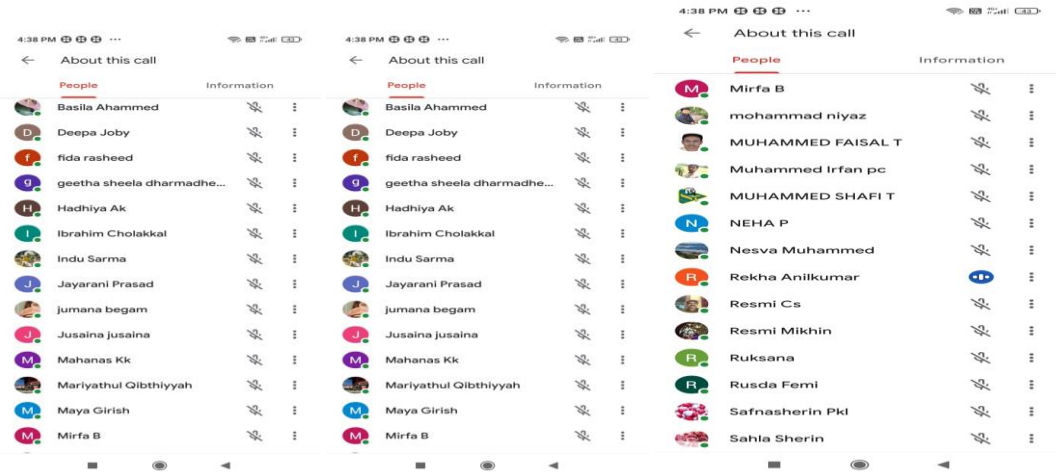 4:38 PM
About this call
People Information
Basila Ahammed
D Deepa Joby
f fida rasheed
g geetha sheela dharmadhe...
H Hadhiya Ak
I Ibrahim Cholakkal
Indu Sarma
J Jayarani Prasad
jumana begam
J Jusaina jusaina
M Mahanas Kk
Mariyathul Qibthiyyah
M Maya Girish
M Mirfa B
4:38 PM
About this call
People Information
Basila Ahammed
D Deepa Joby
f fida rasheed
g geetha sheela dharmadhe...
H Hadhiya Ak
I Ibrahim Cholakkal
Indu Sarma
J Jayarani Prasad
jumana begam
J Jusaina jusaina
M Mahanas Kk
Mariyathul Qibthiyyah
M Maya Girish
M Mirfa B
4:38 PM
About this call
People Information
M Mirfa B
mohammad niyaz
MUHAMMED FAISAL T
Muhammed Irfan pc
MUHAMMED SHAFI T
N NEHA P
Nesva Muhammed
R Rekha Anilkumar
Resmi Cs
Resmi Mikhin
R Ruksana
R Rusda Femi
Safnasherin Pkl
Sahla Sherin